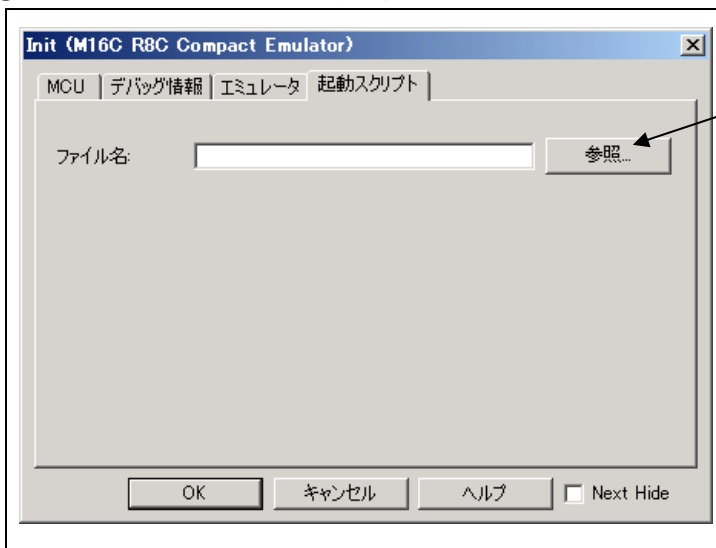 Init (M16C R8C Compact Emulator)
MCU デバッグ情報 エミュレータ 起動スクリプト
ファイル名: 参照...
OK キャンセル ヘルプ Next Hide